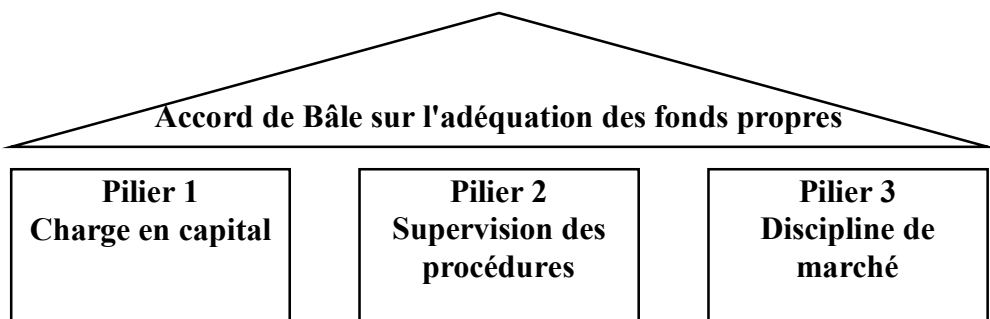 Accord de Bâle sur l'adéquation des fonds propres
Pilier 1
Charge en capital
Pilier 2
Supervision des
procédures
Pilier 3
Discipline de
marché